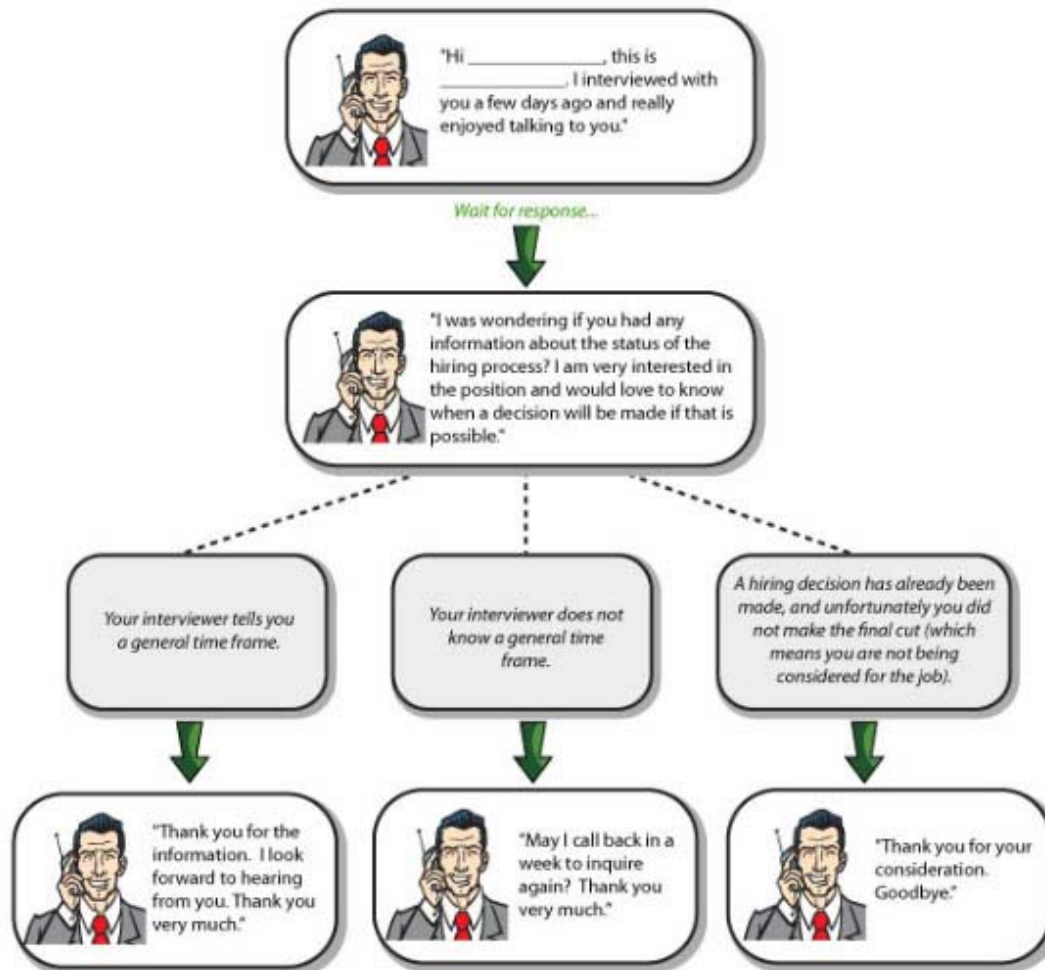 "Hi ________________, this is
_______________. I interviewed with
you a few days ago and really
enjoyed talking to you."
Wait for response...
"I was wondering if you had any
information about the status of the
hiring process? I am very interested in
the position and would love to know
when a decision will be made if that is
possible."
Your interviewer tells you
a general time frame.
Your interviewer does not
know a general time
frame.
A hiring decision has already been
made, and unfortunately you did
not make the final cut (which
means you are not being
considered for the job).
"Thank you for the
information. I look
forward to hearing
from you. Thank you
very much."
"May I call back in a
week to inquire
again? Thank you
very much."
"Thank you for your
consideration.
Goodbye."